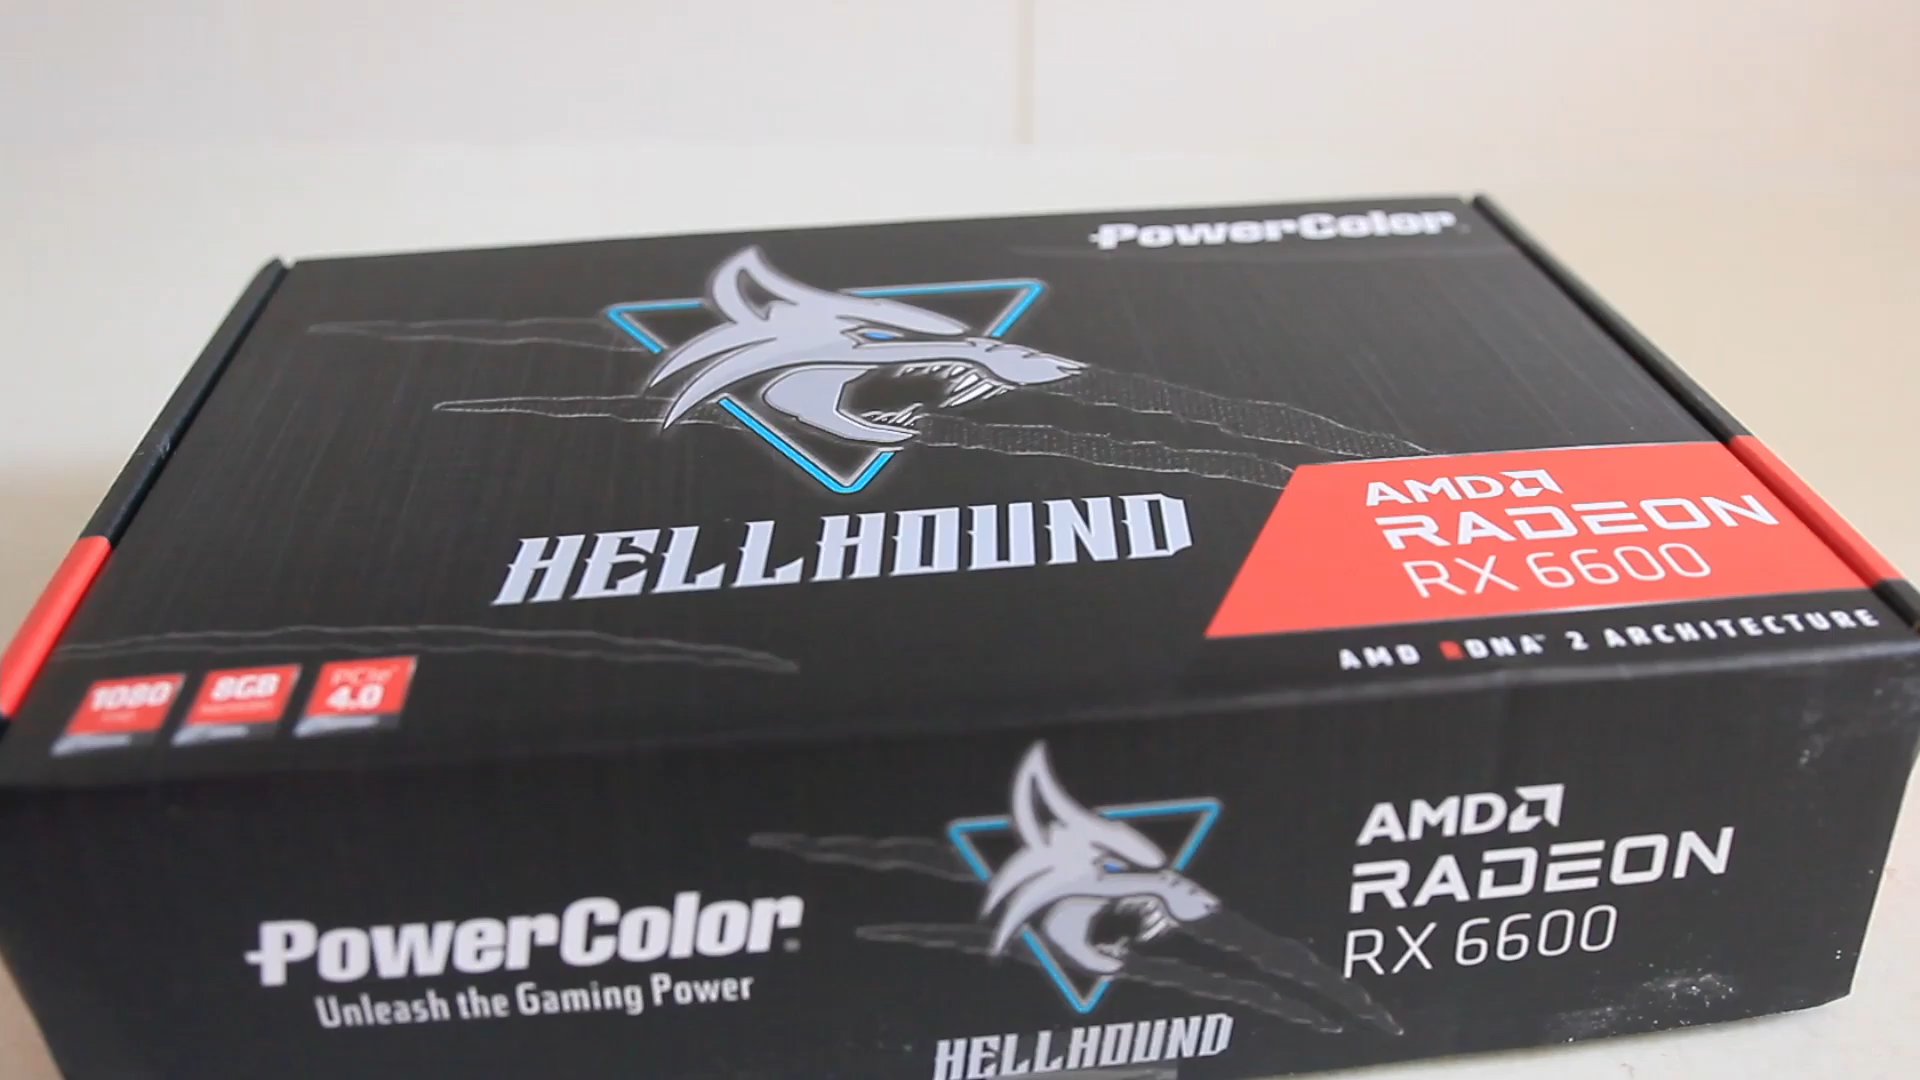 PowerColor
HELLHOUND
AMD
RADEON
RX 6600
AMD RDNA 2 ARCHITECTURE
1080
8GB
PCIe
4.0
PowerColor
Unleash the Gaming Power
HELLHOUND
AMD
RADEON
RX 6600